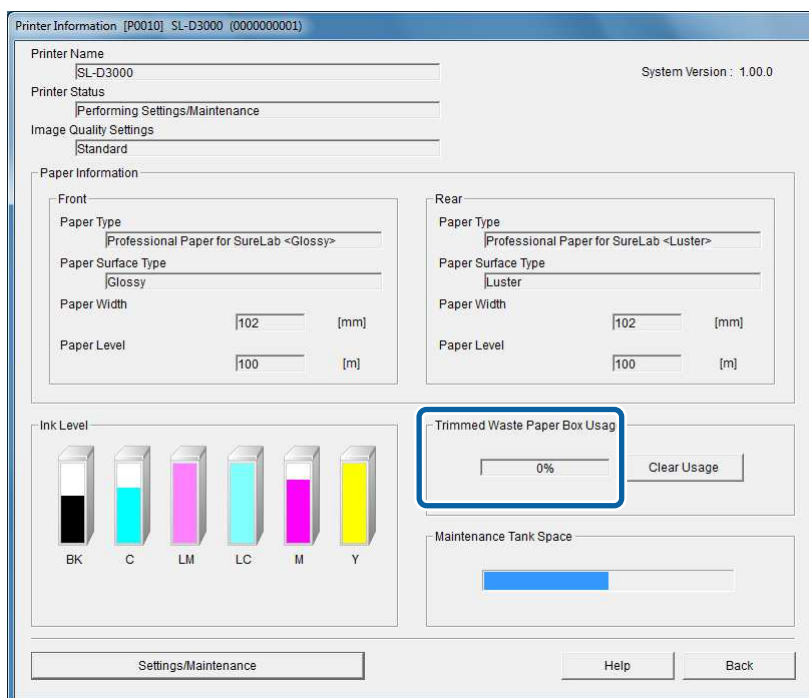 Printer Information [P0010] SL-D3000 (0000000001)
Printer Name
SL-D3000
System Version : 1.00.0
Printer Status
Performing Settings/Maintenance
Image Quality Settings
Standard
Paper Information
Front
Paper Type
Professional Paper for SureLab <Glossy>
Paper Surface Type
Glossy
Paper Width
102 [mm]
Paper Level
100 [m]
Rear
Paper Type
Professional Paper for SureLab <Luster>
Paper Surface Type
Luster
Paper Width
102 [mm]
Paper Level
100 [m]
Ink Level
BK C LM LC M Y
Trimmed Waste Paper Box Usag
0% Clear Usage
Maintenance Tank Space
Settings/Maintenance Help Back